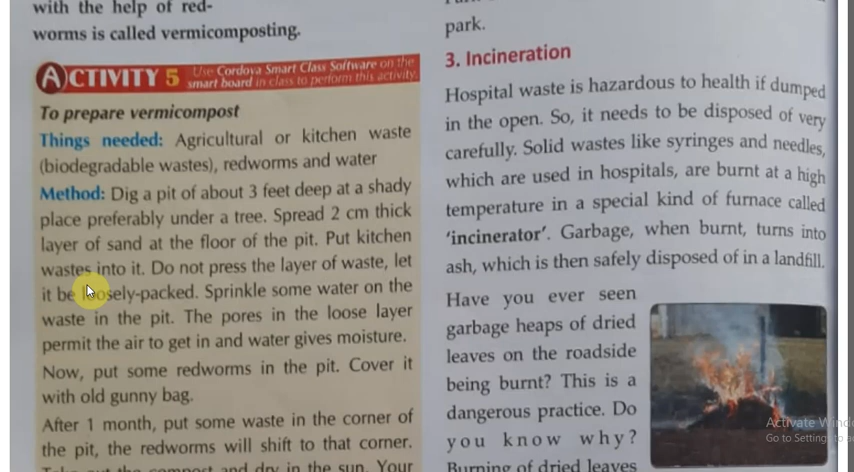 with the help of red-
worms is called vermicomposting.
ACTIVITY 5 Use Cordova Smart Class Software on the
smart board in class to perform this activity.
To prepare vermicompost
Things needed: Agricultural or kitchen waste
(biodegradable wastes), redworms and water
Method: Dig a pit of about 3 feet deep at a shady
place preferably under a tree. Spread 2 cm thick
layer of sand at the floor of the pit. Put kitchen
wastes into it. Do not press the layer of waste, let
it be loosely-packed. Sprinkle some water on the
waste in the pit. The pores in the loose layer
permit the air to get in and water gives moisture.
Now, put some redworms in the pit. Cover it
with old gunny bag.
After 1 month, put some waste in the corner of
the pit, the redworms will shift to that corner.
Take out the compost and dry in the sun. Your
park.
3. Incineration
Hospital waste is hazardous to health if dumped
in the open. So, it needs to be disposed of very
carefully. Solid wastes like syringes and needles,
which are used in hospitals, are burnt at a high
temperature in a special kind of furnace called
‘incinerator’. Garbage, when burnt, turns into
ash, which is then safely disposed of in a landfill.
Have you ever seen
garbage heaps of dried
leaves on the roadside
being burnt? This is a
dangerous practice. Do
you know why?
Burning of dried leaves
Activate Wind
Go to Settings to a